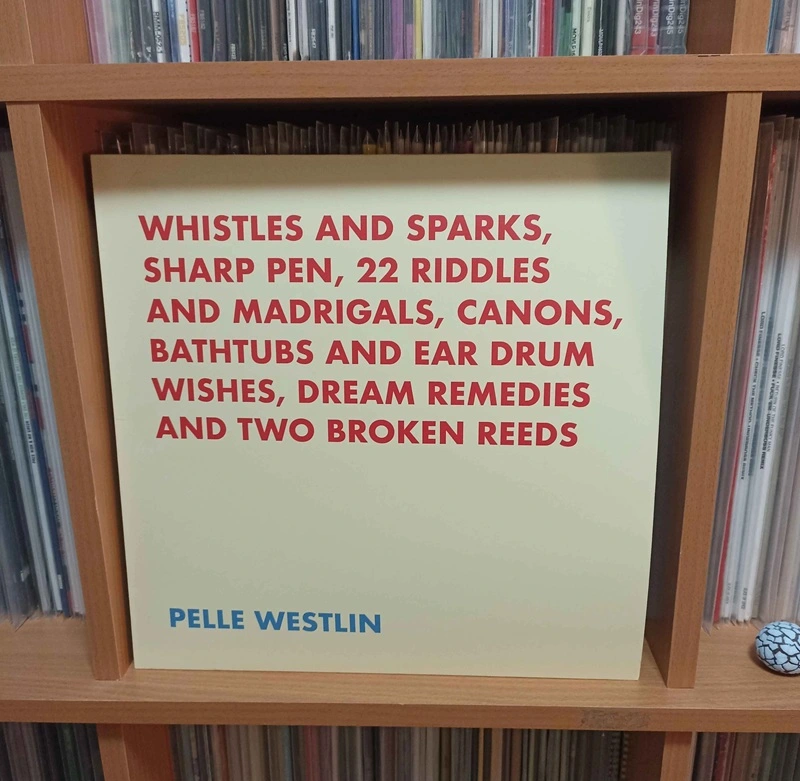 WHISTLES AND SPARKS,
SHARP PEN, 22 RIDDLES
AND MADRIGALS, CANONS,
BATHTUBS AND EAR DRUM
WISHES, DREAM REMEDIES
AND TWO BROKEN REEDS
PELLE WESTLIN